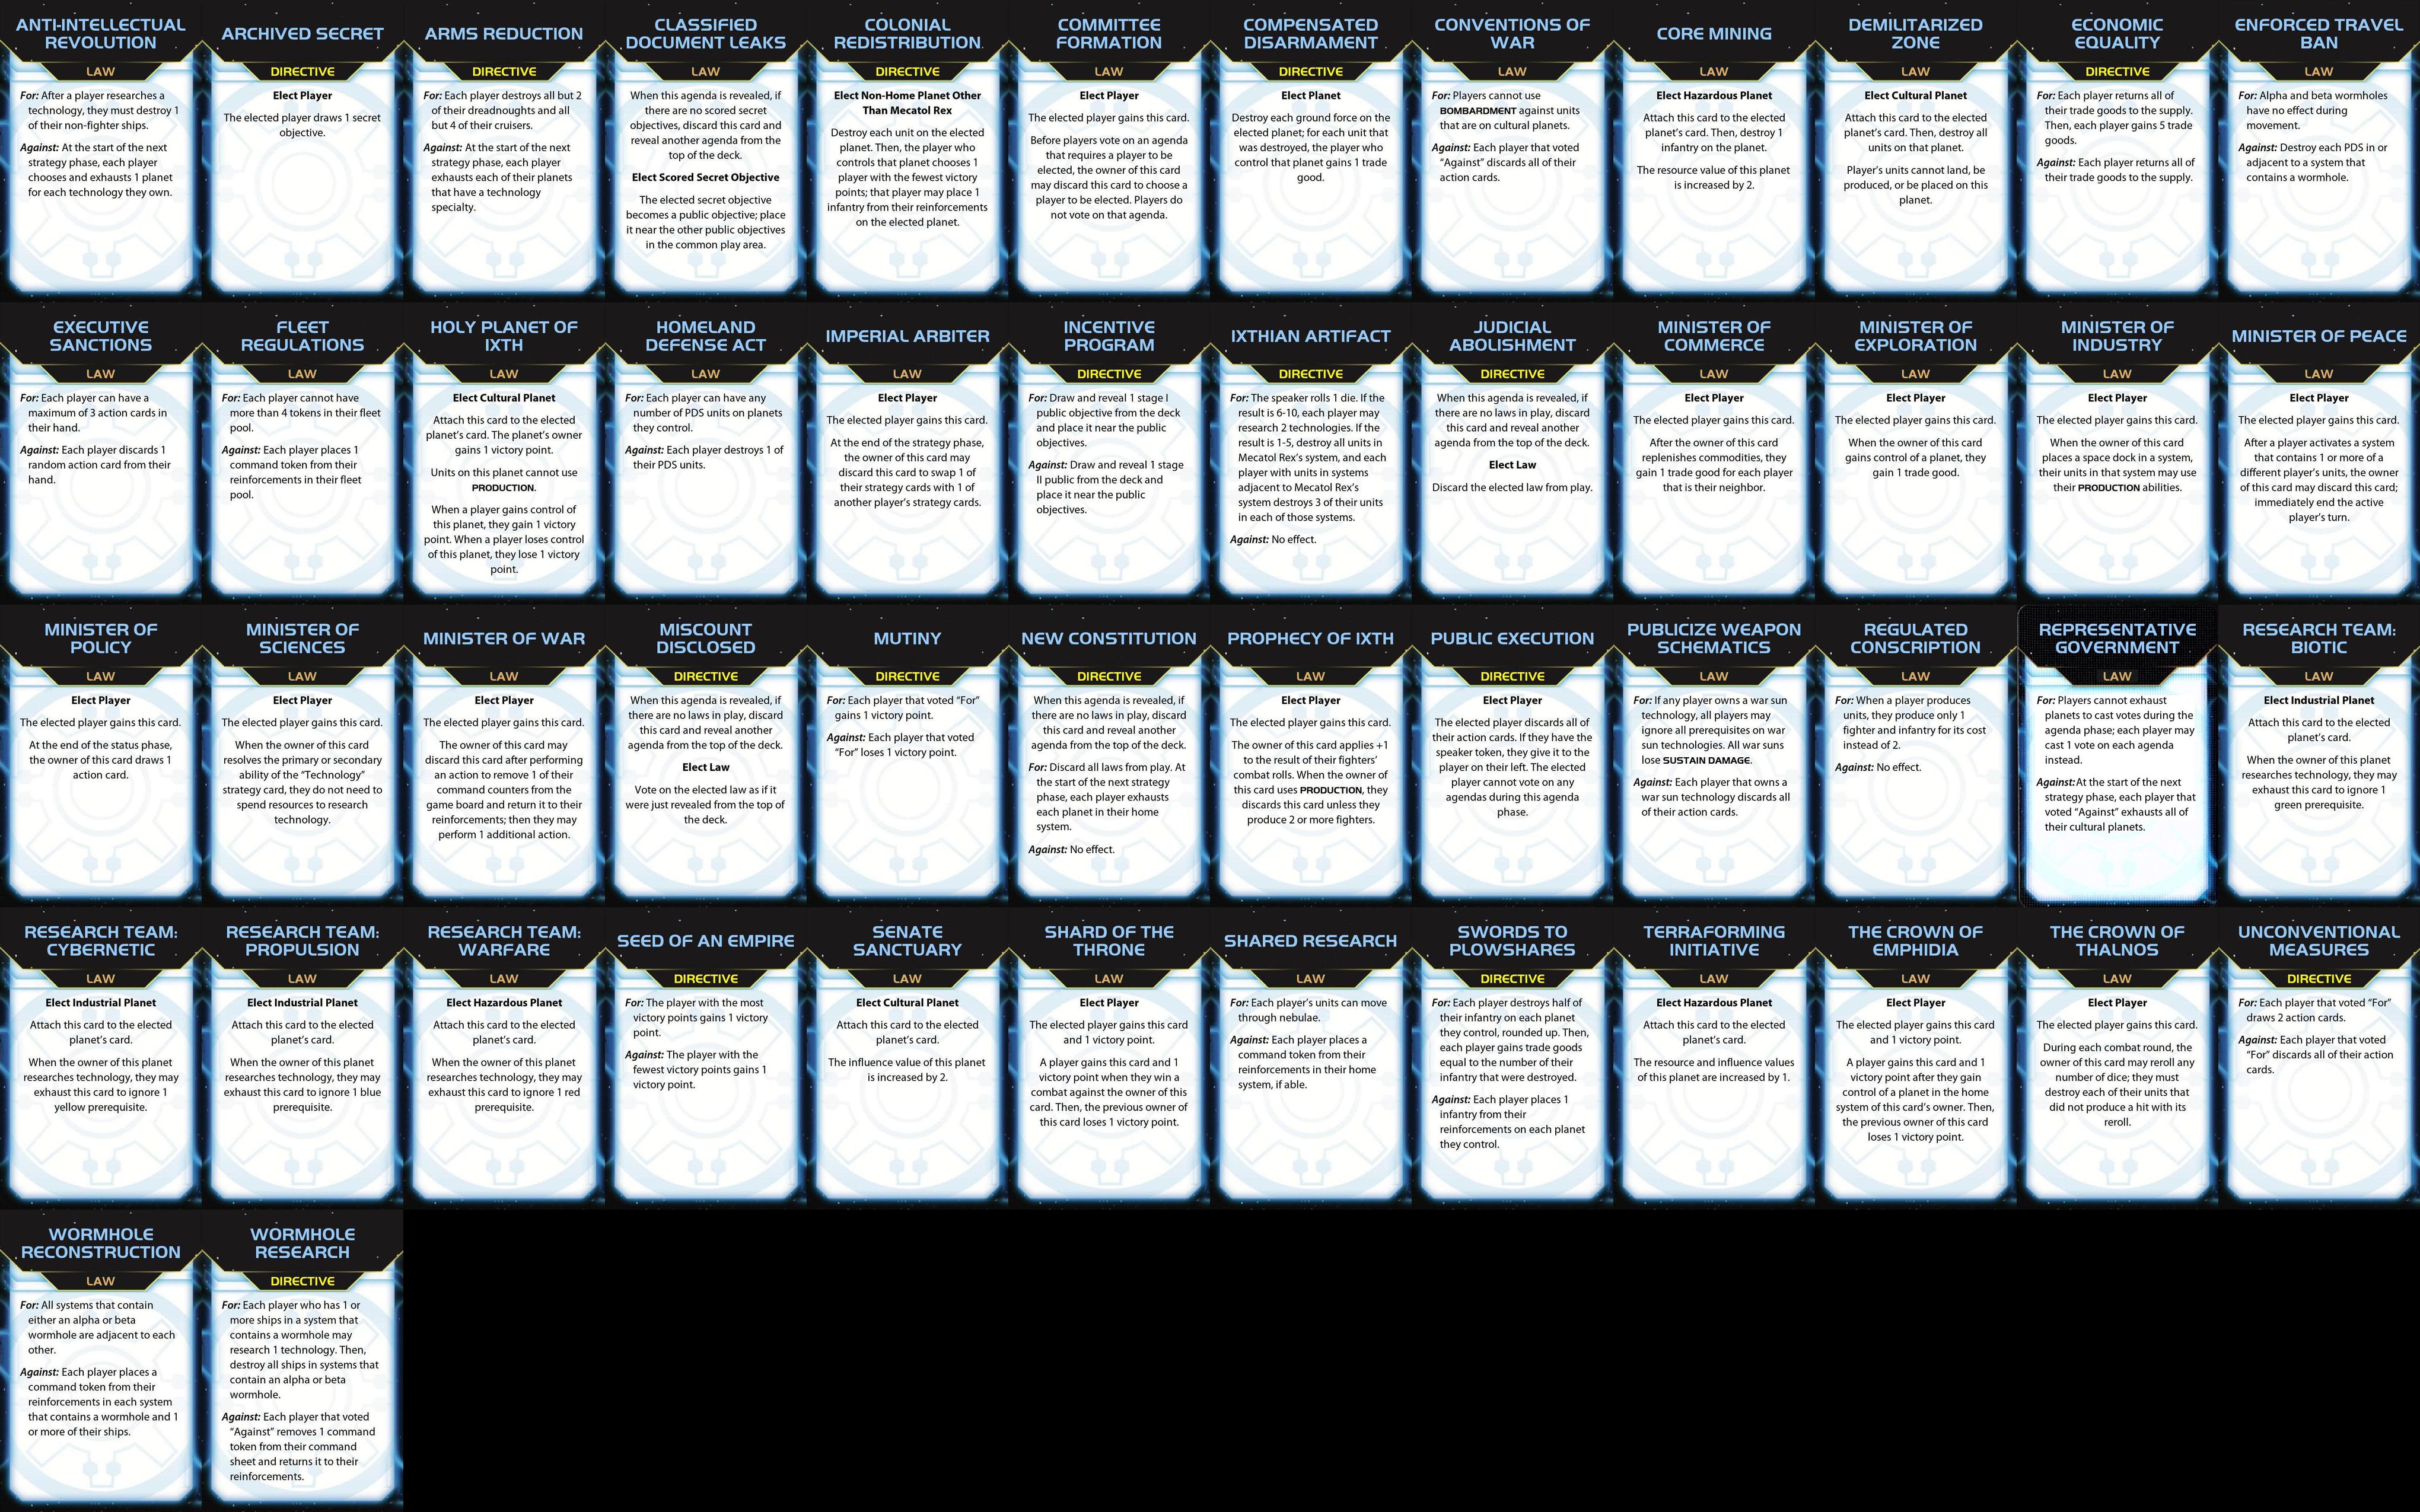 ANTI-INTELLECTUAL
REVOLUTION
LAW
For: After a player researches a
technology, they must destroy 1
of their non-fighter ships.
Against: At the start of the next
strategy phase, each player
chooses and exhausts 1 planet
for each technology they own.
ARCHIVED SECRET
DIRECTIVE
Elect Player
The elected player draws 1 secret
objective.
ARMS REDUCTION
DIRECTIVE
For: Each player destroys all but 2
of their dreadnoughts and all
but 4 of their cruisers.
Against: At the start of the next
strategy phase, each player
exhausts each of their planets
that have a technology
specialty.
CLASSIFIED
DOCUMENT LEAKS
LAW
When this agenda is revealed, if
there are no scored secret
objectives, discard this card and
reveal another agenda from the
top of the deck.
Elect Scored Secret Objective
The elected secret objective
becomes a public objective; place
it near the other public objectives
in the common play area.
COLONIAL
REDISTRIBUTION
DIRECTIVE
Elect Non-Home Planet Other
Than Mecatol Rex
Destroy each unit on the elected
planet. Then, the player who
controls that planet chooses 1
player with the fewest victory
points; that player may place 1
infantry from their reinforcements
on the elected planet.
COMMITTEE
FORMATION
LAW
Elect Player
The elected player gains this card.
Before players vote on an agenda
that requires a player to be
elected, the owner of this card
may discard this card to choose a
player to be elected. Players do
not vote on that agenda.
COMPENSATED
DISARMAMENT
DIRECTIVE
Elect Planet
Destroy each ground force on the
elected planet; for each unit that
was destroyed, the player who
control that planet gains 1 trade
good.
CONVENTIONS OF
WAR
LAW
For: Players cannot use
BOMBARDMENT against units
that are on cultural planets.
Against: Each player that voted
“Against” discards all of their
action cards.
CORE MINING
LAW
Elect Hazardous Planet
Attach this card to the elected
planet’s card. Then, destroy 1
infantry on the planet.
The resource value of this planet
is increased by 2.
DEMILITARIZED
ZONE
LAW
Elect Cultural Planet
Attach this card to the elected
planet’s card. Then, destroy all
units on that planet.
Player’s units cannot land, be
produced, or be placed on this
planet.
ECONOMIC
EQUALITY
DIRECTIVE
For: Each player returns all of
their trade goods to the supply.
Then, each player gains 5 trade
goods.
Against: Each player returns all of
their trade goods to the supply.
ENFORCED TRAVEL
BAN
LAW
For: Alpha and beta wormholes
have no effect during
movement.
Against: Destroy each PDS in or
adjacent to a system that
contains a wormhole.
EXECUTIVE
SANCTIONS
LAW
For: Each player can have a
maximum of 3 action cards in
their hand.
Against: Each player discards 1
random action card from their
hand.
FLEET
REGULATIONS
LAW
For: Each player cannot have
more than 4 tokens in their fleet
pool.
Against: Each player places 1
command token from their
reinforcements in their fleet
pool.
HOLY PLANET OF
IXTH
LAW
Elect Cultural Planet
Attach this card to the elected
planet’s card. The planet’s owner
gains 1 victory point.
Units on this planet cannot use
PRODUCTION.
When a player gains control of
this planet, they gain 1 victory
point. When a player loses control
of this planet, they lose 1 victory
point.
HOMELAND
DEFENSE ACT
LAW
For: Each player can have any
number of PDS units on planets
they control.
Against: Each player destroys 1 of
their PDS units.
IMPERIAL ARBITER
LAW
Elect Player
The elected player gains this card.
At the end of the strategy phase,
the owner of this card may
discard this card to swap 1 of
their strategy cards with 1 of
another player’s strategy cards.
INCENTIVE
PROGRAM
DIRECTIVE
For: Draw and reveal 1 stage I
public objective from the deck
and place it near the public
objectives.
Against: Draw and reveal 1 stage
II public from the deck and
place it near the public
objectives.
IXTHIAN ARTIFACT
DIRECTIVE
For: The speaker rolls 1 die. If the
result is 6-10, each player may
research 2 technologies. If the
result is 1-5, destroy all units in
Mecatol Rex’s system, and each
player with units in systems
adjacent to Mecatol Rex’s
system destroys 3 of their units
in each of those systems.
Against: No effect.
JUDICIAL
ABOLISHMENT
DIRECTIVE
When this agenda is revealed, if
there are no laws in play, discard
this card and reveal another
agenda from the top of the deck.
Elect Law
Discard the elected law from play.
MINISTER OF
COMMERCE
LAW
Elect Player
The elected player gains this card.
After the owner of this card
replenishes commodities, they
gain 1 trade good for each player
that is their neighbor.
MINISTER OF
EXPLORATION
LAW
Elect Player
The elected player gains this card.
When the owner of this card
gains control of a planet, they
gain 1 trade good.
MINISTER OF
INDUSTRY
LAW
Elect Player
The elected player gains this card.
When the owner of this card
places a space dock in a system,
their units in that system may use
their PRODUCTION abilities.
MINISTER OF PEACE
LAW
Elect Player
The elected player gains this card.
After a player activates a system
that contains 1 or more of a
different player’s units, the owner
of this card may discard this card;
immediately end the active
player’s turn.
MINISTER OF
POLICY
LAW
Elect Player
The elected player gains this card.
At the end of the status phase,
the owner of this card draws 1
action card.
MINISTER OF
SCIENCES
LAW
Elect Player
The elected player gains this card.
When the owner of this card
resolves the primary or secondary
ability of the “Technology”
strategy card, they do not need to
spend resources to research
technology.
MINISTER OF WAR
LAW
Elect Player
The elected player gains this card.
The owner of this card may
discard this card after performing
an action to remove 1 of their
command counters from the
game board and return it to their
reinforcements; then they may
perform 1 additional action.
MISCOUNT
DISCLOSED
DIRECTIVE
When this agenda is revealed, if
there are no laws in play, discard
this card and reveal another
agenda from the top of the deck.
Elect Law
Vote on the elected law as if it
were just revealed from the top of
the deck.
MUTINY
DIRECTIVE
For: Each player that voted “For”
gains 1 victory point.
Against: Each player that voted
“For” loses 1 victory point.
NEW CONSTITUTION
DIRECTIVE
When this agenda is revealed, if
there are no laws in play, discard
this card and reveal another
agenda from the top of the deck.
For: Discard all laws from play. At
the start of the next strategy
phase, each player exhausts
each planet in their home
system.
Against: No effect.
PROPHECY OF IXTH
LAW
Elect Player
The elected player gains this card.
The owner of this card applies +1
to the result of their fighters’
combat rolls. When the owner of
this card uses PRODUCTION, they
discards this card unless they
produce 2 or more fighters.
PUBLIC EXECUTION
DIRECTIVE
Elect Player
The elected player discards all of
their action cards. If they have the
speaker token, they give it to the
player on their left. The elected
player cannot vote on any
agendas during this agenda
phase.
PUBLICIZE WEAPON
SCHEMATICS
LAW
For: If any player owns a war sun
technology, all players may
ignore all prerequisites on war
sun technologies. All war suns
lose SUSTAIN DAMAGE.
Against: Each player that owns a
war sun technology discards all
of their action cards.
REGULATED
CONSCRIPTION
LAW
For: When a player produces
units, they produce only 1
fighter and infantry for its cost
instead of 2.
Against: No effect.
REPRESENTATIVE
GOVERNMENT
LAW
For: Players cannot exhaust
planets to cast votes during the
agenda phase; each player may
cast 1 vote on each agenda
instead.
Against:At the start of the next
strategy phase, each player that
voted “Against” exhausts all of
their cultural planets.
RESEARCH TEAM:
BIOTIC
LAW
Elect Industrial Planet
Attach this card to the elected
planet’s card.
When the owner of this planet
researches technology, they may
exhaust this card to ignore 1
green prerequisite.
RESEARCH TEAM:
CYBERNETIC
LAW
Elect Industrial Planet
Attach this card to the elected
planet’s card.
When the owner of this planet
researches technology, they may
exhaust this card to ignore 1
yellow prerequisite.
RESEARCH TEAM:
PROPULSION
LAW
Elect Industrial Planet
Attach this card to the elected
planet’s card.
When the owner of this planet
researches technology, they may
exhaust this card to ignore 1 blue
prerequisite.
RESEARCH TEAM:
WARFARE
LAW
Elect Hazardous Planet
Attach this card to the elected
planet’s card.
When the owner of this planet
researches technology, they may
exhaust this card to ignore 1 red
prerequisite.
SEED OF AN EMPIRE
DIRECTIVE
For: The player with the most
victory points gains 1 victory
point.
Against: The player with the
fewest victory points gains 1
victory point.
SENATE
SANCTUARY
LAW
Elect Cultural Planet
Attach this card to the elected
planet’s card.
The influence value of this planet
is increased by 2.
SHARD OF THE
THRONE
LAW
Elect Player
The elected player gains this card
and 1 victory point.
A player gains this card and 1
victory point when they win a
combat against the owner of this
card. Then, the previous owner of
this card loses 1 victory point.
SHARED RESEARCH
LAW
For: Each player’s units can move
through nebulae.
Against: Each player places a
command token from their
reinforcements in their home
system, if able.
SWORDS TO
PLOWSHARES
DIRECTIVE
For: Each player destroys half of
their infantry on each planet
they control, rounded up. Then,
each player gains trade goods
equal to the number of their
infantry that were destroyed.
Against: Each player places 1
infantry from their
reinforcements on each planet
they control.
TERRAFORMING
INITIATIVE
LAW
Elect Hazardous Planet
Attach this card to the elected
planet’s card.
The resource and influence values
of this planet are increased by 1.
THE CROWN OF
EMPHIDIA
LAW
Elect Player
The elected player gains this card
and 1 victory point.
A player gains this card and 1
victory point after they gain
control of a planet in the home
system of this card’s owner. Then,
the previous owner of this card
loses 1 victory point.
THE CROWN OF
THALNOS
LAW
Elect Player
The elected player gains this card.
During each combat round, the
owner of this card may reroll any
number of dice; they must
destroy each of their units that
did not produce a hit with its
reroll.
UNCONVENTIONAL
MEASURES
DIRECTIVE
For: Each player that voted “For”
draws 2 action cards.
Against: Each player that voted
“For” discards all of their action
cards.
WORMHOLE
RECONSTRUCTION
LAW
For: All systems that contain
either an alpha or beta
wormhole are adjacent to each
other.
Against: Each player places a
command token from their
reinforcements in each system
that contains a wormhole and 1
or more of their ships.
WORMHOLE
RESEARCH
DIRECTIVE
For: Each player who has 1 or
more ships in a system that
contains a wormhole may
research 1 technology. Then,
destroy all ships in systems that
contain an alpha or beta
wormhole.
Against: Each player that voted
“Against” removes 1 command
token from their command
sheet and returns it to their
reinforcements.